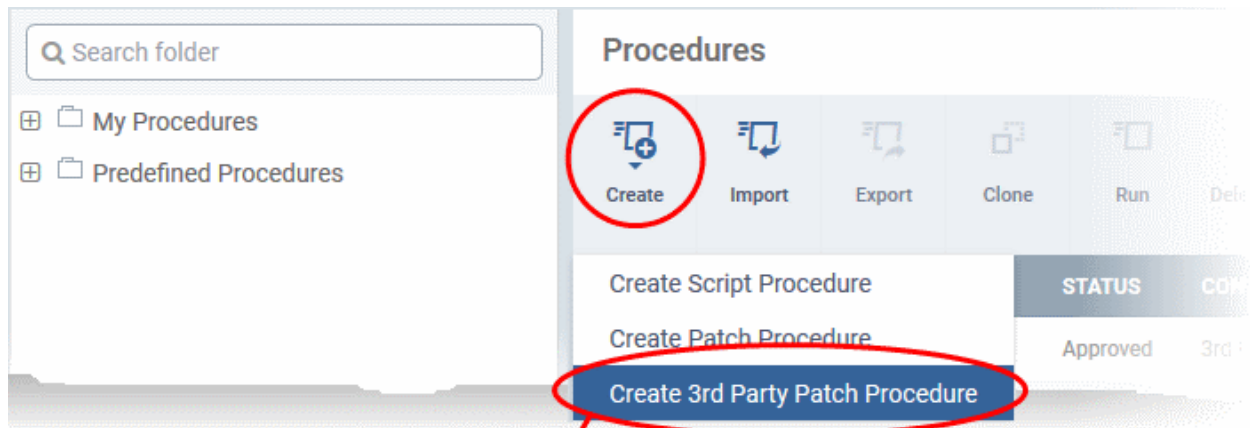 Search folder
My Procedures
Predefined Procedures
Procedures
Create Import Export Clone Run
Create Script Procedure
Create Patch Procedure
Create 3rd Party Patch Procedure
STATUS
Approved 3rd